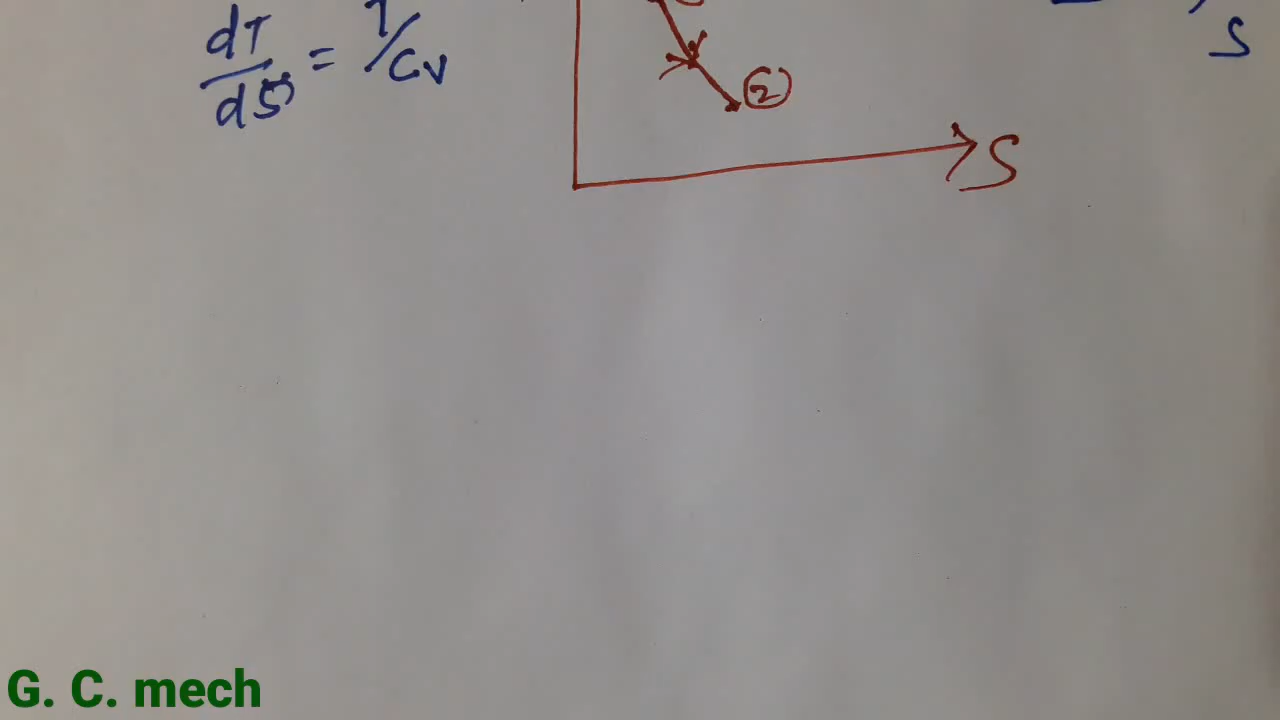 dT/dS = T/Cv
②
S
S
G. C. mech